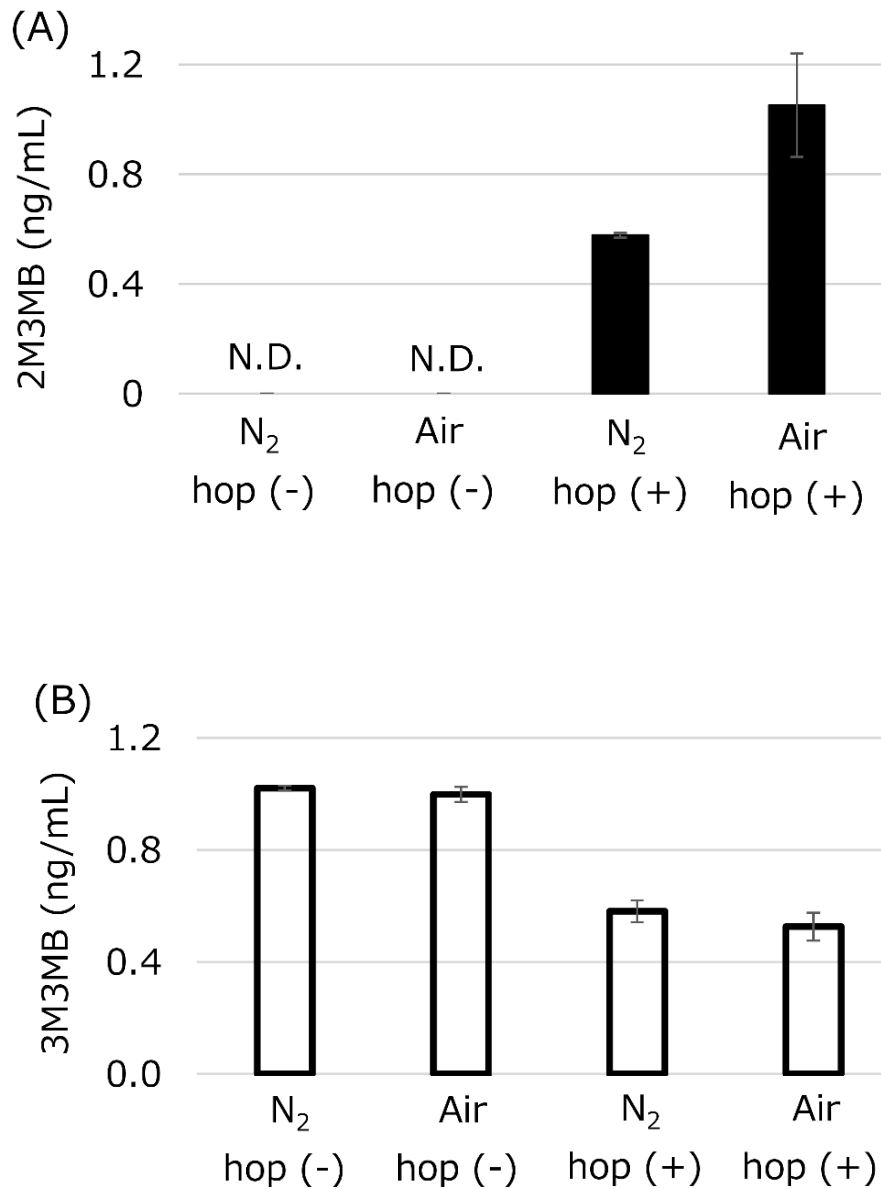 (A)
2M3MB (ng/mL)
1.2
0.8
0.4
0
N.D. N.D.
N₂ Air N₂ Air
hop (-) hop (-) hop (+) hop (+)
(B)
3M3MB (ng/mL)
1.2
0.8
0.4
0.0
N₂ Air N₂ Air
hop (-) hop (-) hop (+) hop (+)